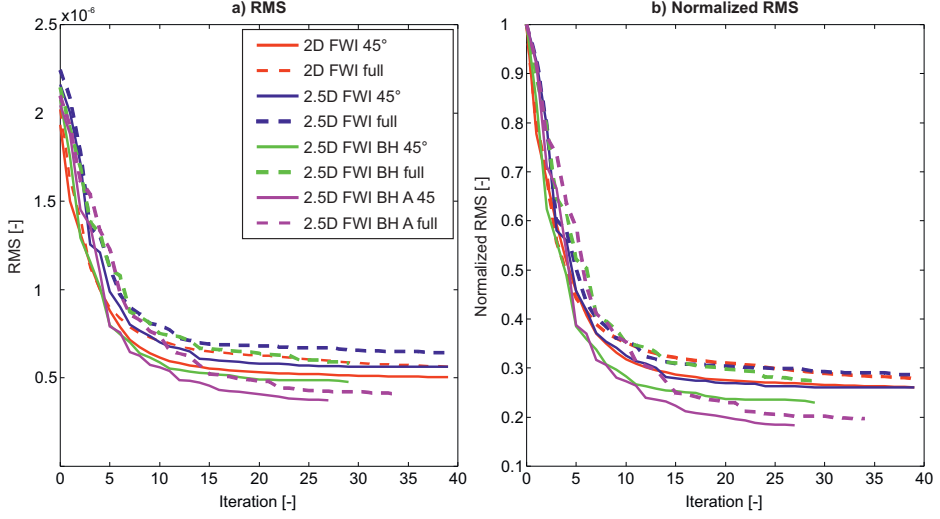 a) RMS
2.5 ×10⁻⁶
2
1.5
1
0.5
0 5 10 15 20 25 30 35 40
Iteration [-]
RMS [-]
2D FWI 45°
2D FWI full
2.5D FWI 45°
2.5D FWI full
2.5D FWI BH 45°
2.5D FWI BH full
2.5D FWI BH A 45
2.5D FWI BH A full
b) Normalized RMS
1
0.9
0.8
0.7
0.6
0.5
0.4
0.3
0.2
0.1
0 5 10 15 20 25 30 35 40
Iteration [-]
Normalized RMS [-]